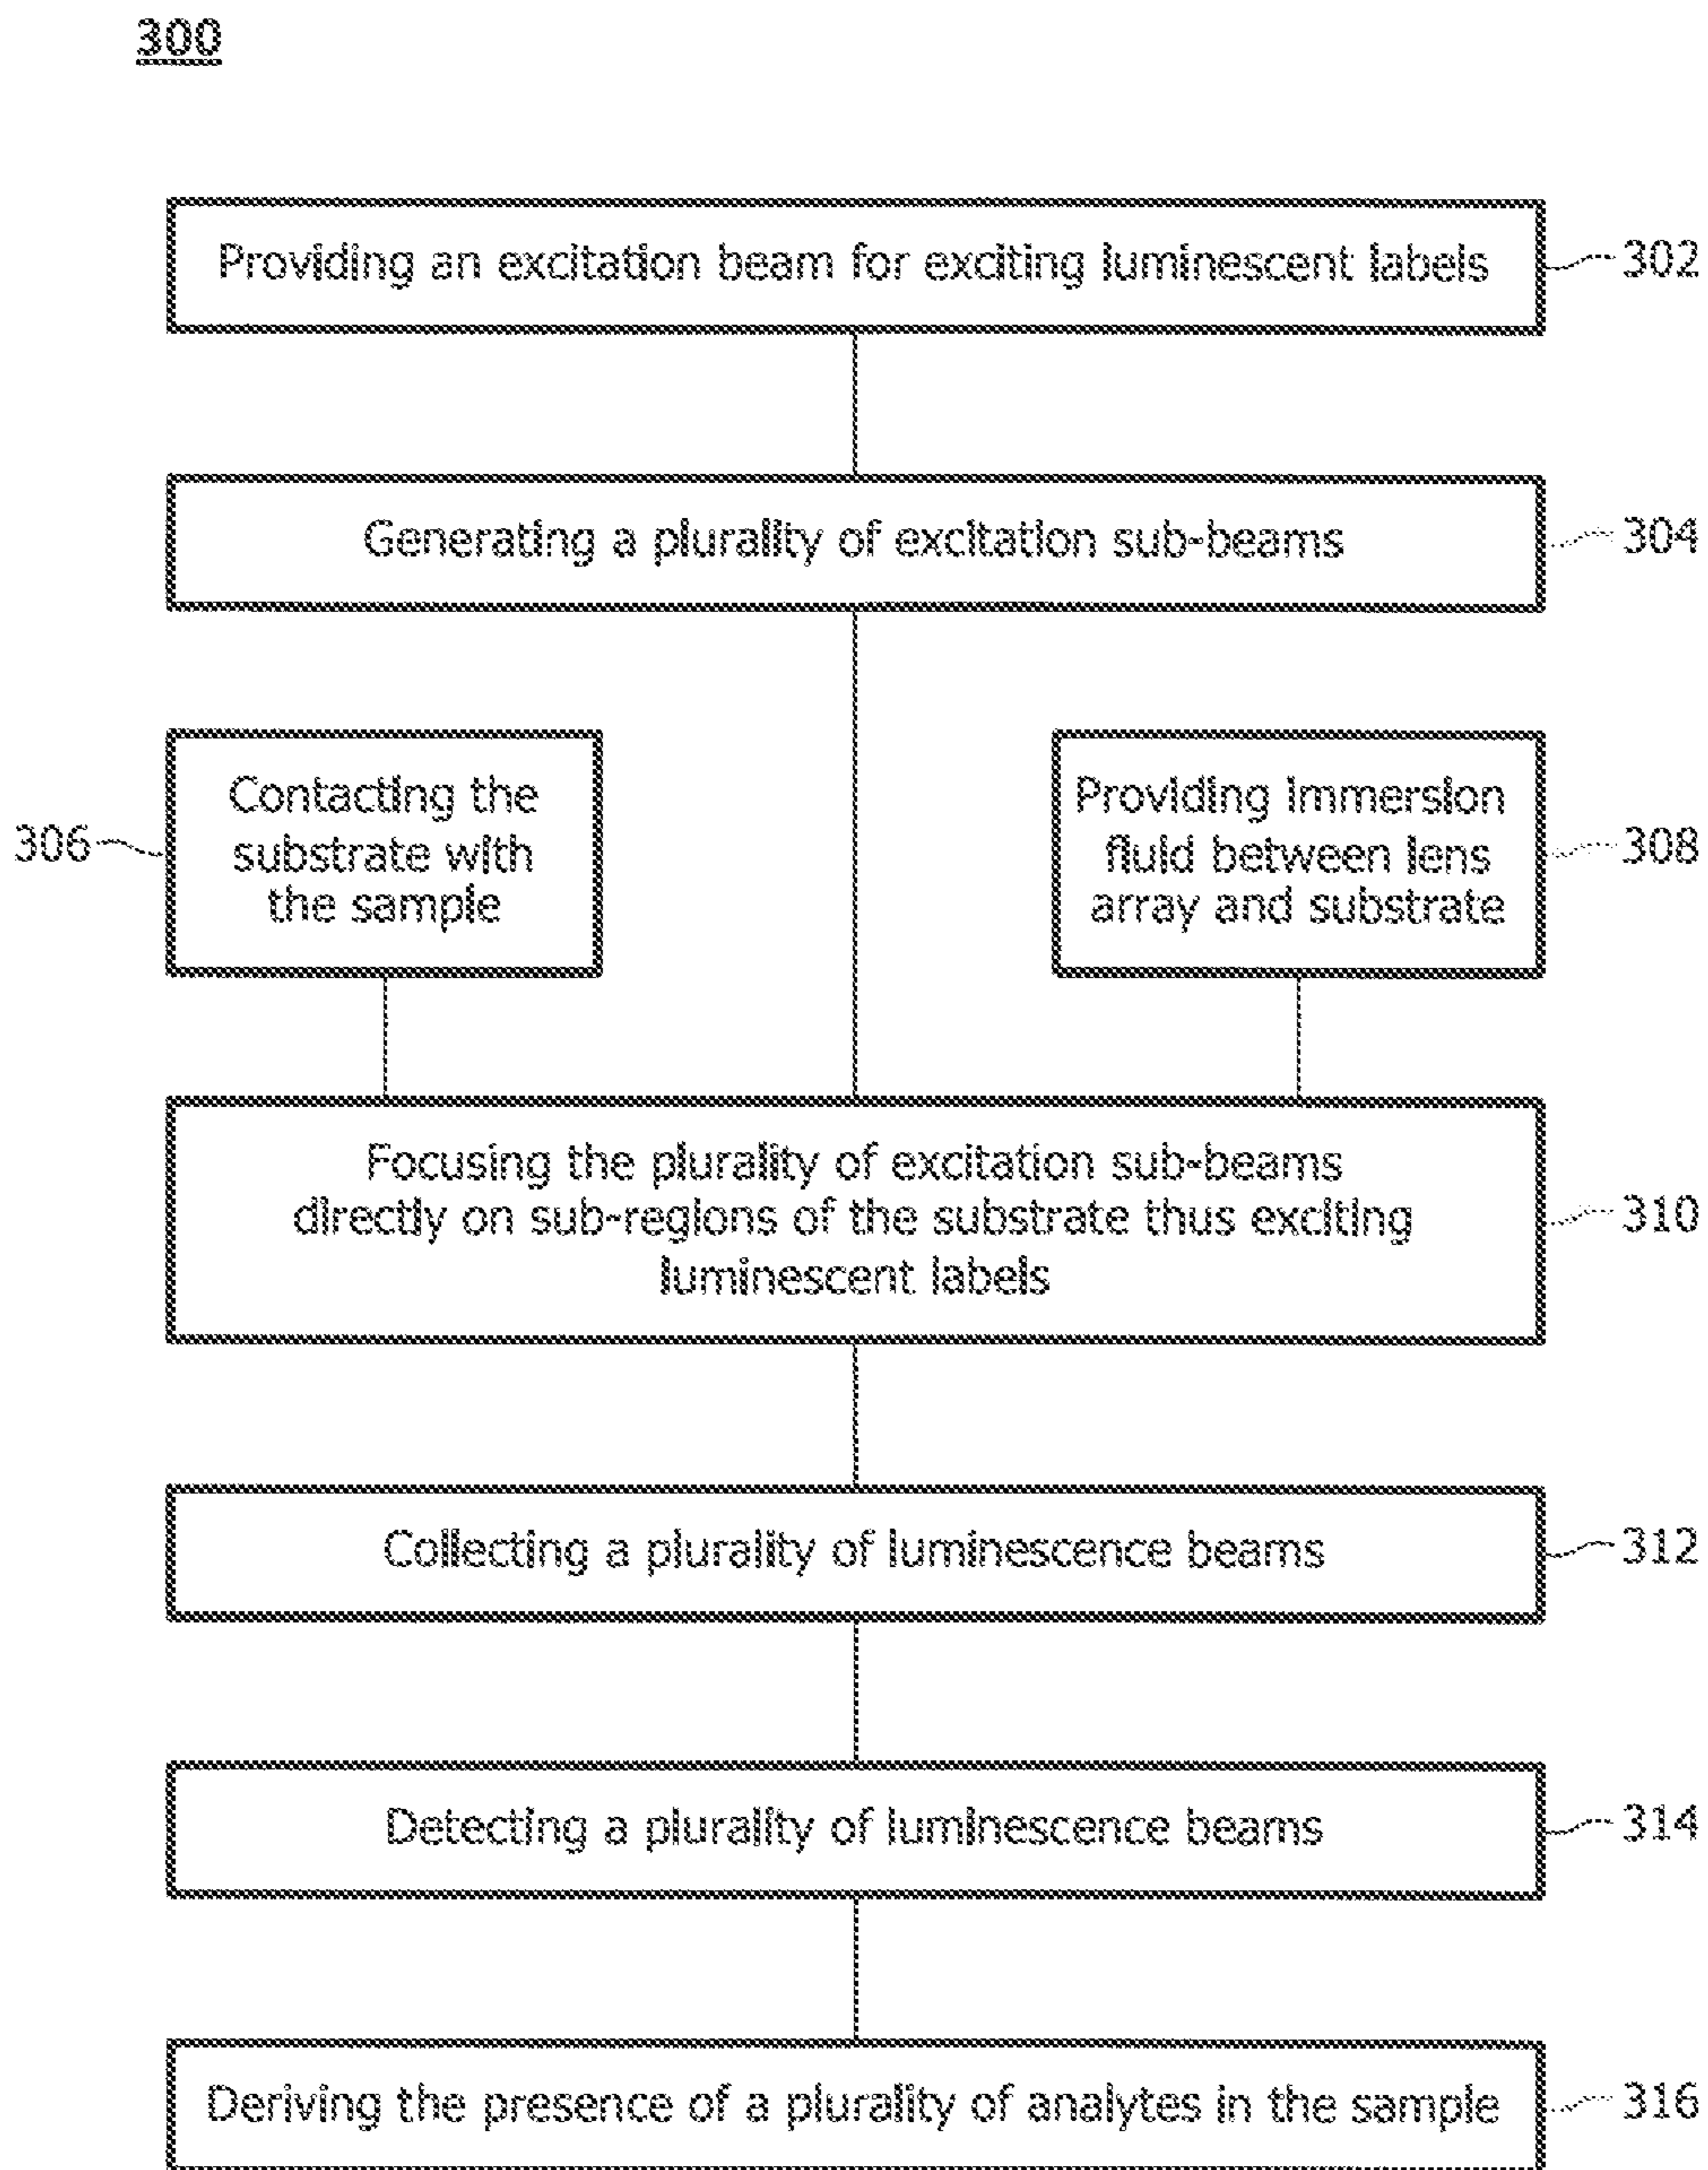 300
Providing an excitation beam for exciting luminescent labels
302
Generating a plurality of excitation sub-beams
304
306
Contacting the
substrate with
the sample
Providing immersion
fluid between lens
array and substrate
308
Focusing the plurality of excitation sub-beams
directly on sub-regions of the substrate thus exciting
luminescent labels
310
Collecting a plurality of luminescence beams
312
Detecting a plurality of luminescence beams
314
Deriving the presence of a plurality of analytes in the sample
316